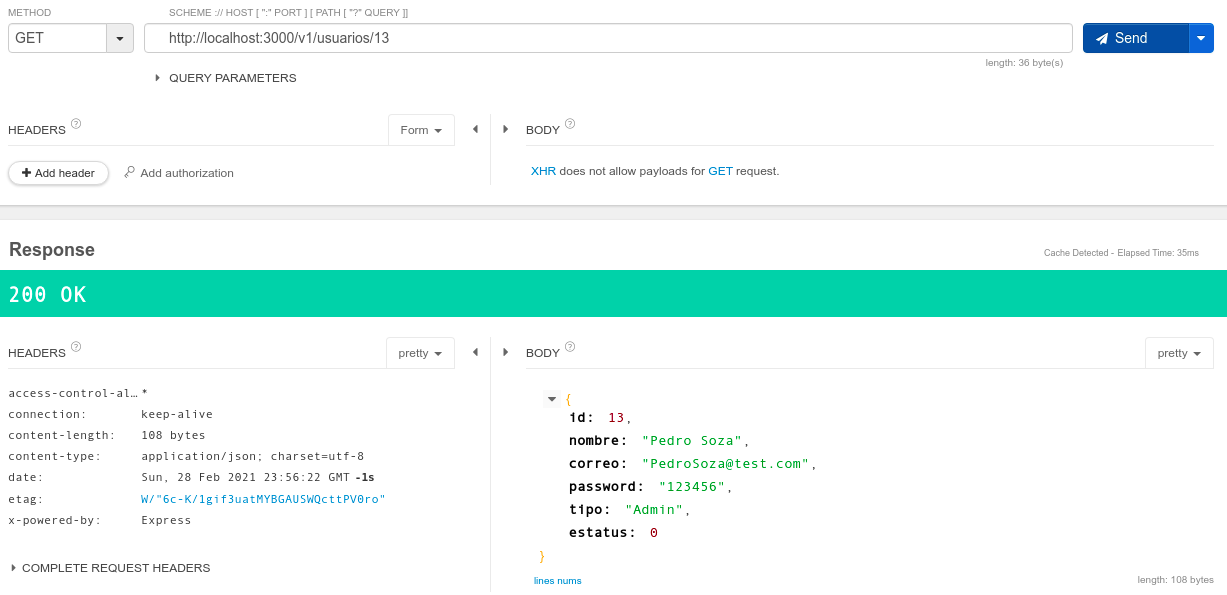 METHOD
SCHEME :// HOST [ ":" PORT ] [ PATH [ "?" QUERY ]]
GET
http://localhost:3000/v1/usuarios/13
Send
length: 36 byte(s)
QUERY PARAMETERS
HEADERS ?
Form
BODY ?
Add header
Add authorization
XHR does not allow payloads for GET request.
Response
Cache Detected - Elapsed Time: 35ms
200 OK
HEADERS ?
pretty
BODY ?
pretty
access-control-al… *
connection: keep-alive
content-length: 108 bytes
content-type: application/json; charset=utf-8
date: Sun, 28 Feb 2021 23:56:22 GMT -1s
etag: W/"6c-K/1gif3uatMYBGAUSWQcttPV0ro"
x-powered-by: Express
COMPLETE REQUEST HEADERS
{
id: 13,
nombre: "Pedro Soza",
correo: "PedroSoza@test.com",
password: "123456",
tipo: "Admin",
estatus: 0
}
lines nums
length: 108 bytes